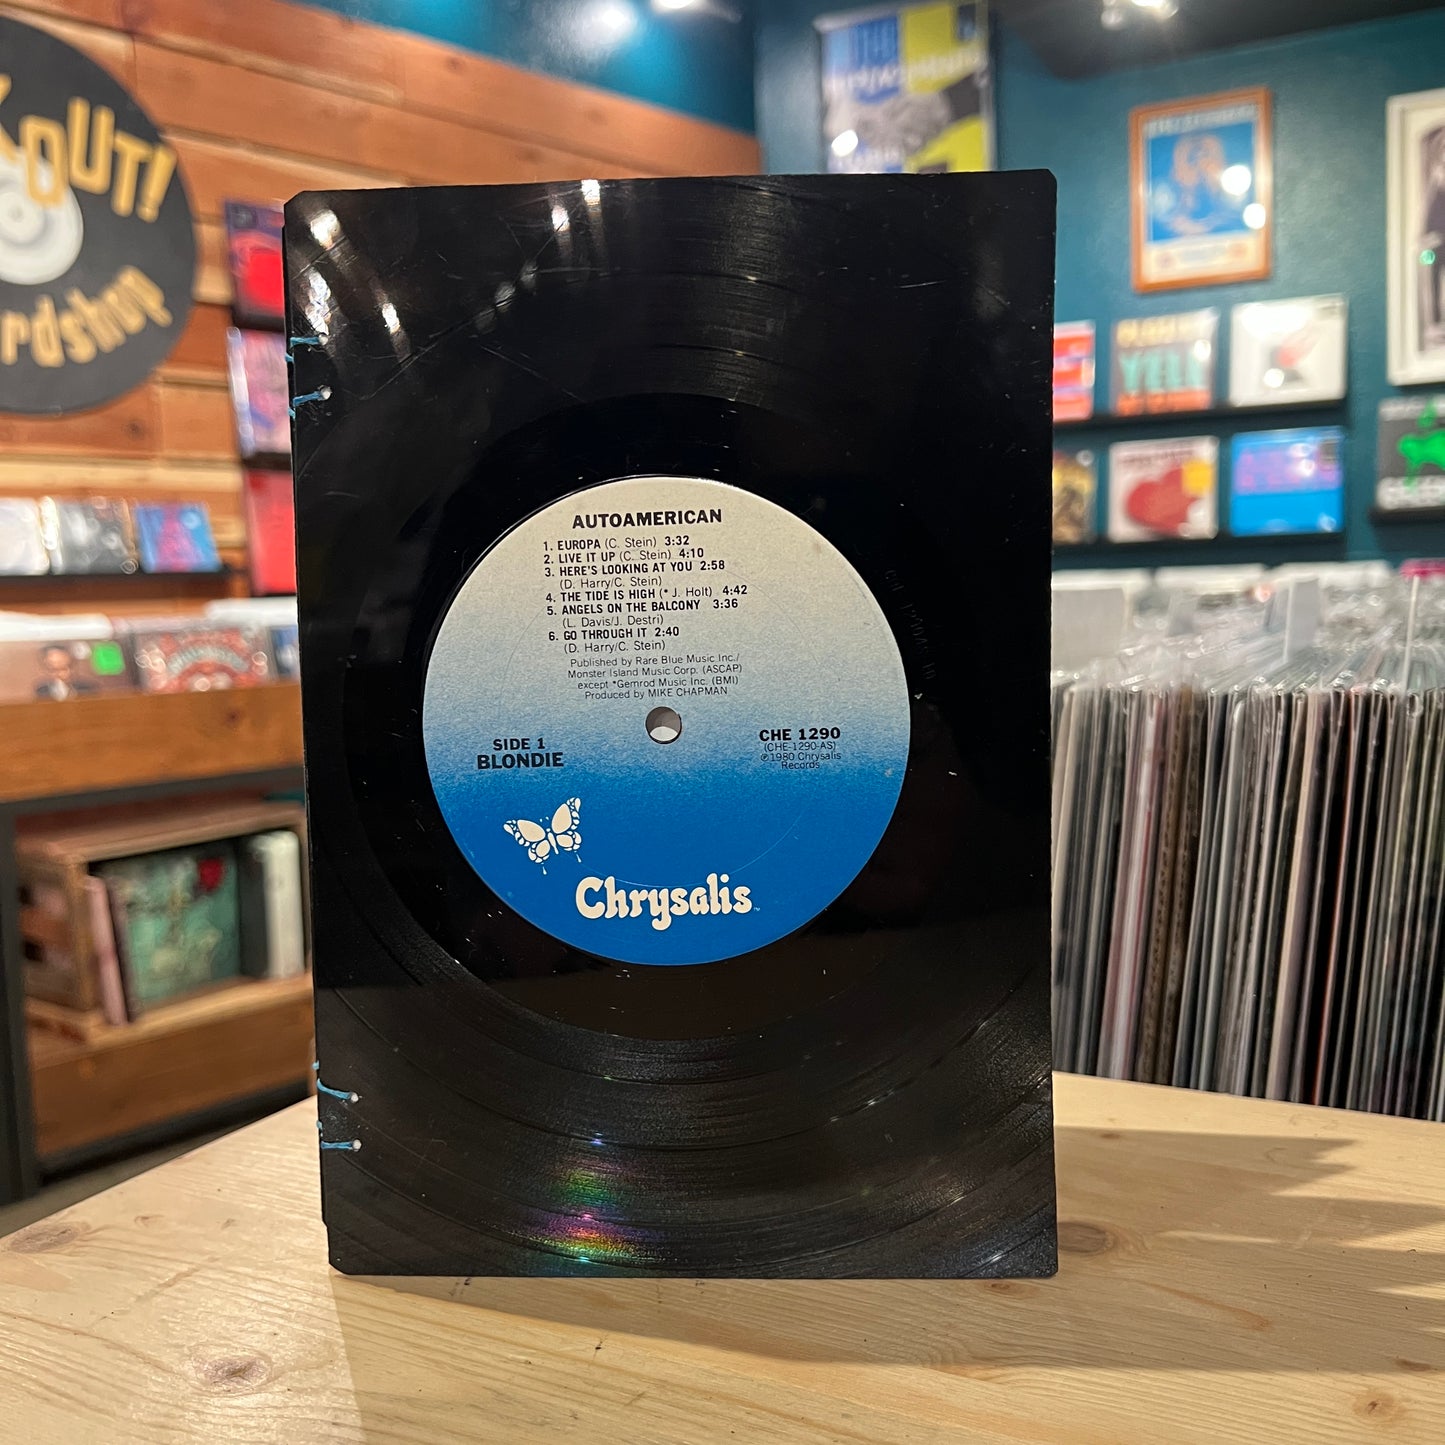 OUT!
rdshop
AUTOAMERICAN
1. EUROPA (C. Stein) 3:32
2. LIVE IT UP (C. Stein) 4:10
3. HERE'S LOOKING AT YOU 2:58
(D. Harry/C. Stein)
4. THE TIDE IS HIGH (* J. Holt) 4:42
5. ANGELS ON THE BALCONY 3:36
(L. Davis/J. Destri)
6. GO THROUGH IT 2:40
(D. Harry/C. Stein)
Published by Rare Blue Music Inc./
Monster Island Music Corp. (ASCAP)
except *Gemrod Music Inc. (BMI)
Produced by MIKE CHAPMAN
SIDE 1
BLONDIE
CHE 1290
(CHE-1290-AS)
℗1980 Chrysalis
Records
Chrysalis
TM
YELL